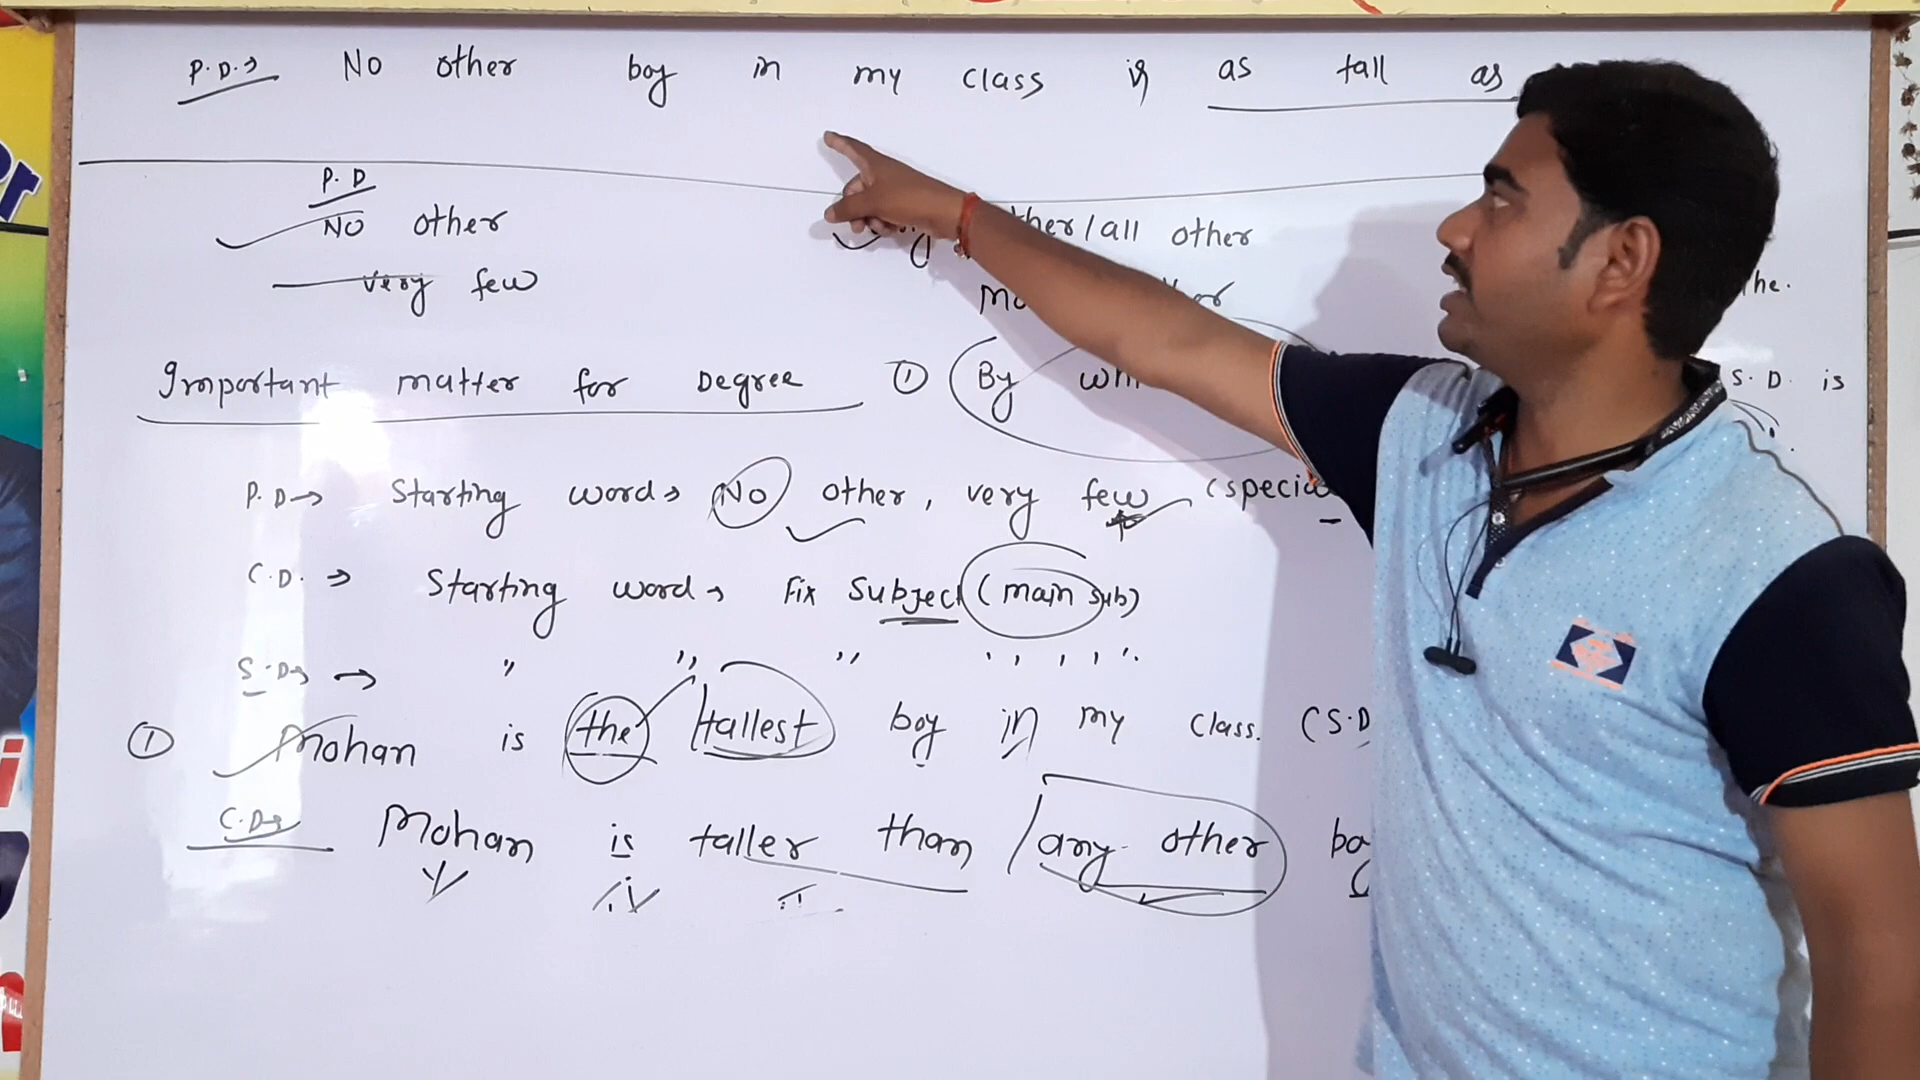 P.D.→ No other boy in my class is as tall as
P.D
No other
ther/all other
very few
he.
Important matter for Degree ① By
S.D. is
P.D→ Starting word→ No other, very few (specia
C.D. → Starting word→ Fix Subject (main sub)
S.D→ → " " " " " " "
① Mohan is the tallest boy in my class. (S.D
C.D→ Mohan is taller than any other bo